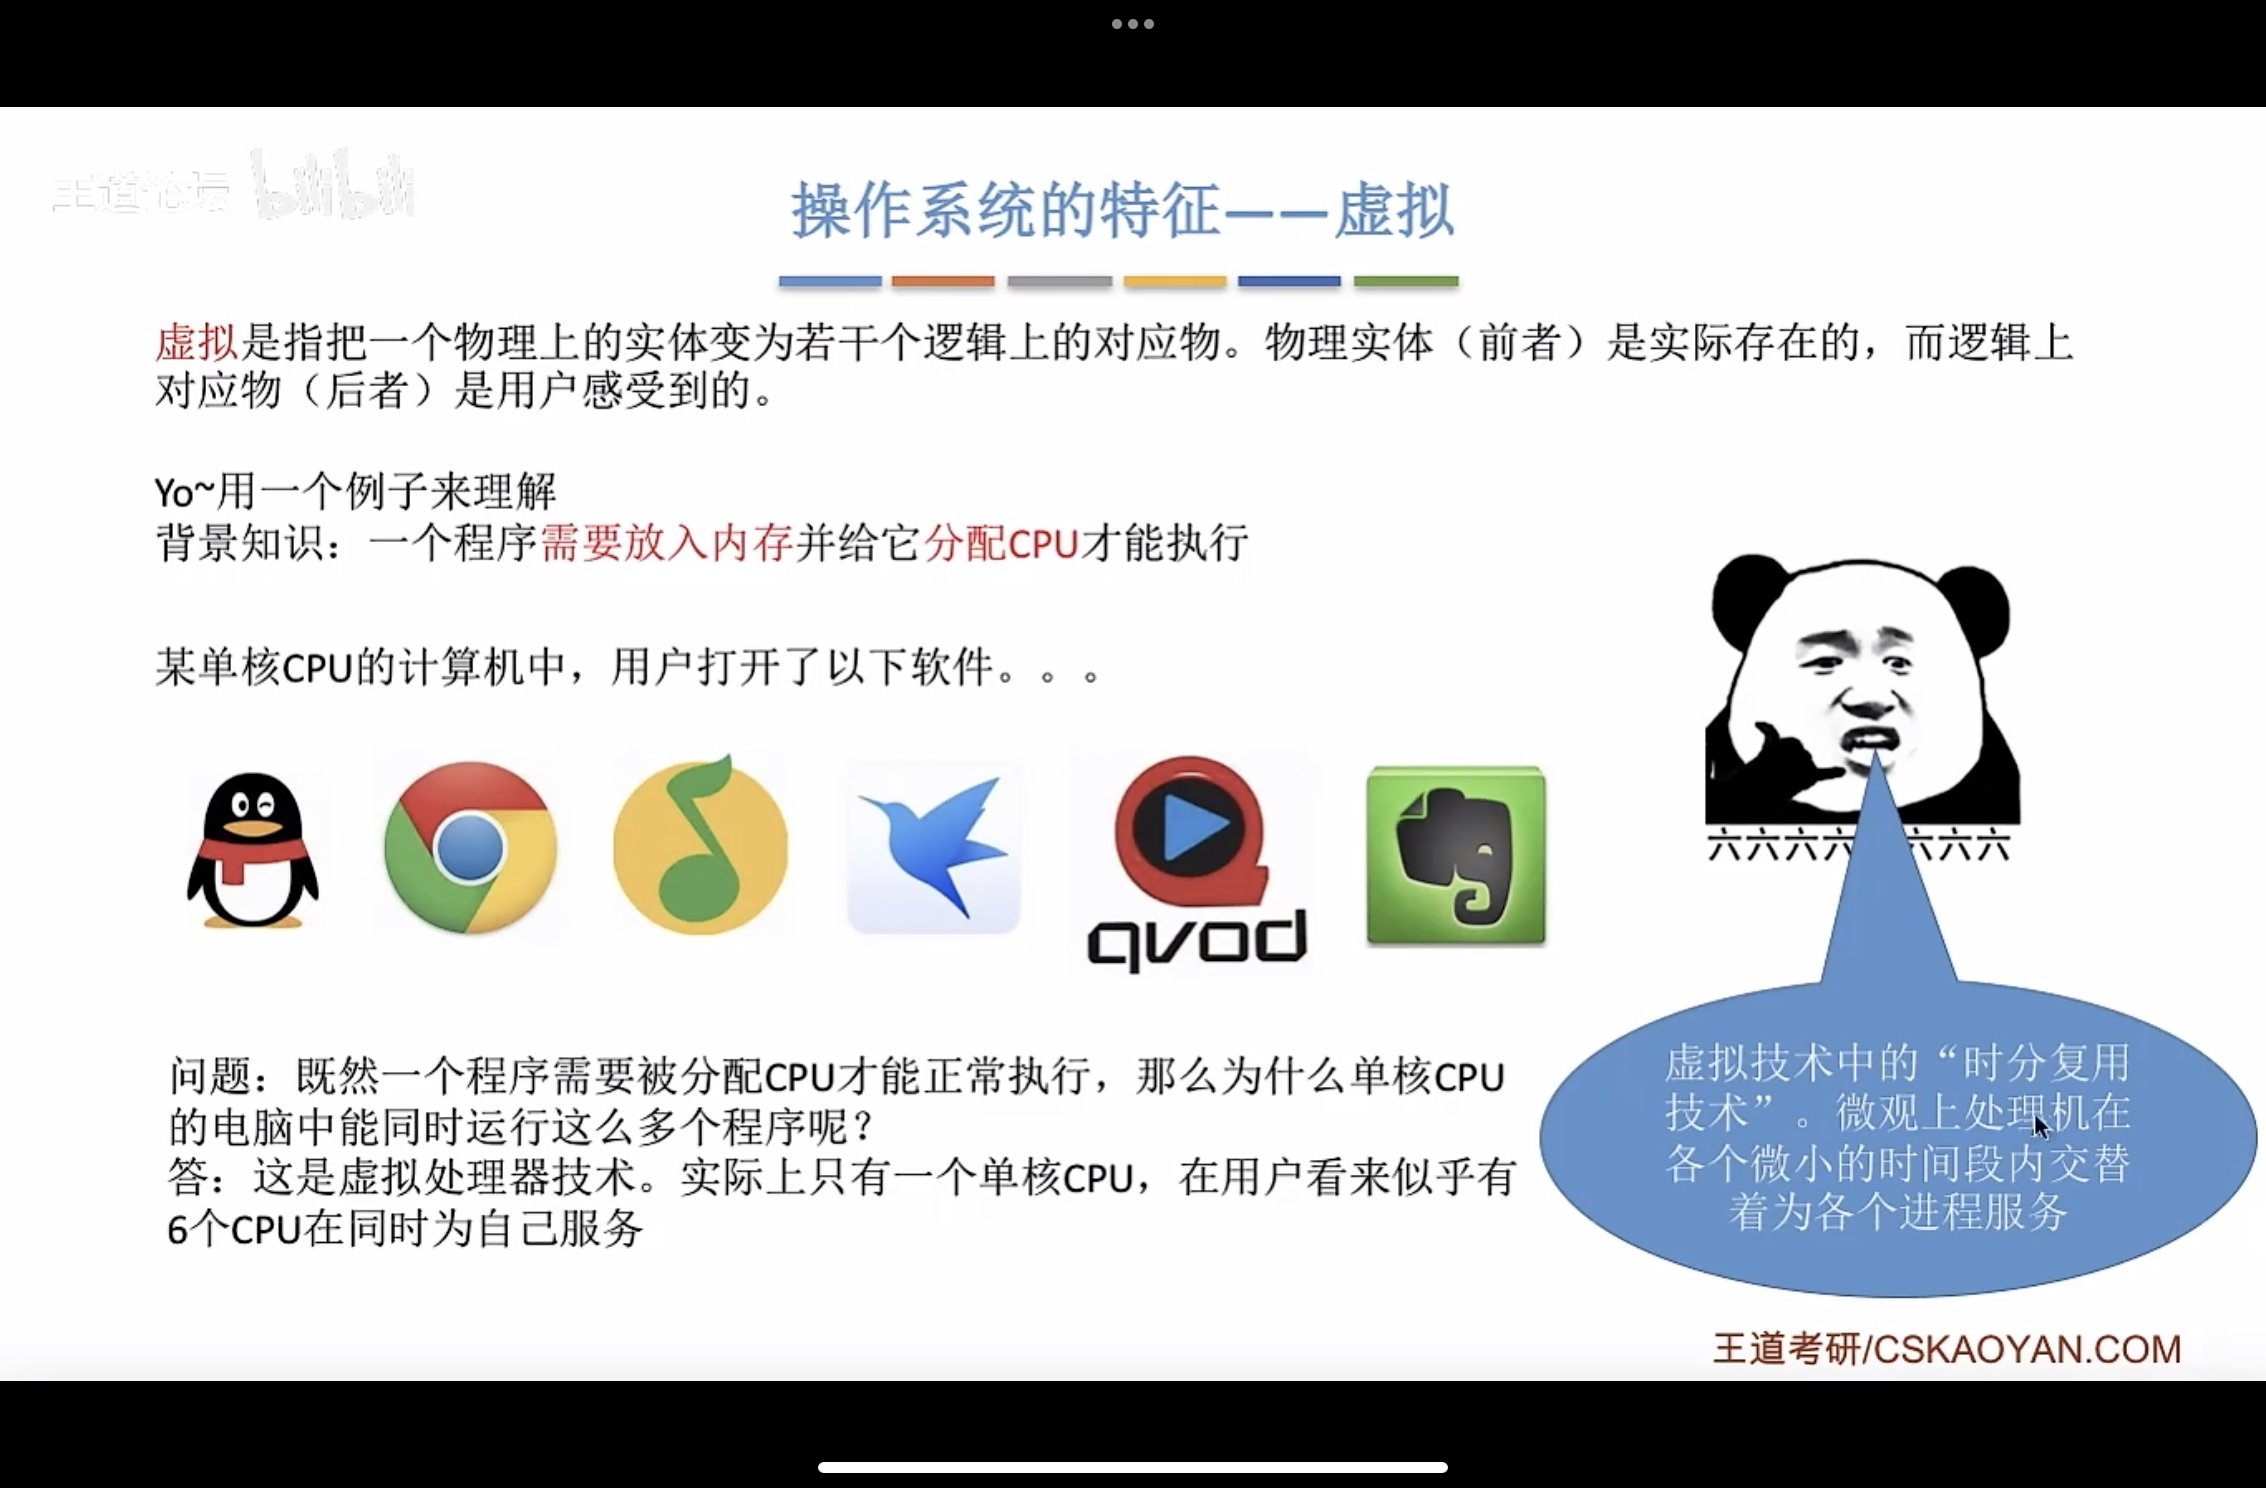 王道论坛 bilibili
操作系统的特征——虚拟
虚拟是指把一个物理上的实体变为若干个逻辑上的对应物。物理实体（前者）是实际存在的，而逻辑上
对应物（后者）是用户感受到的。
Yo~用一个例子来理解
背景知识：一个程序需要放入内存并给它分配CPU才能执行
某单核CPU的计算机中，用户打开了以下软件。。。
qvod
六六六六六六六
问题：既然一个程序需要被分配CPU才能正常执行，那么为什么单核CPU
的电脑中能同时运行这么多个程序呢？
答：这是虚拟处理器技术。实际上只有一个单核CPU，在用户看来似乎有
6个CPU在同时为自己服务
虚拟技术中的“时分复用
技术”。微观上处理机在
各个微小的时间段内交替
着为各个进程服务
王道考研/CSKAOYAN.COM